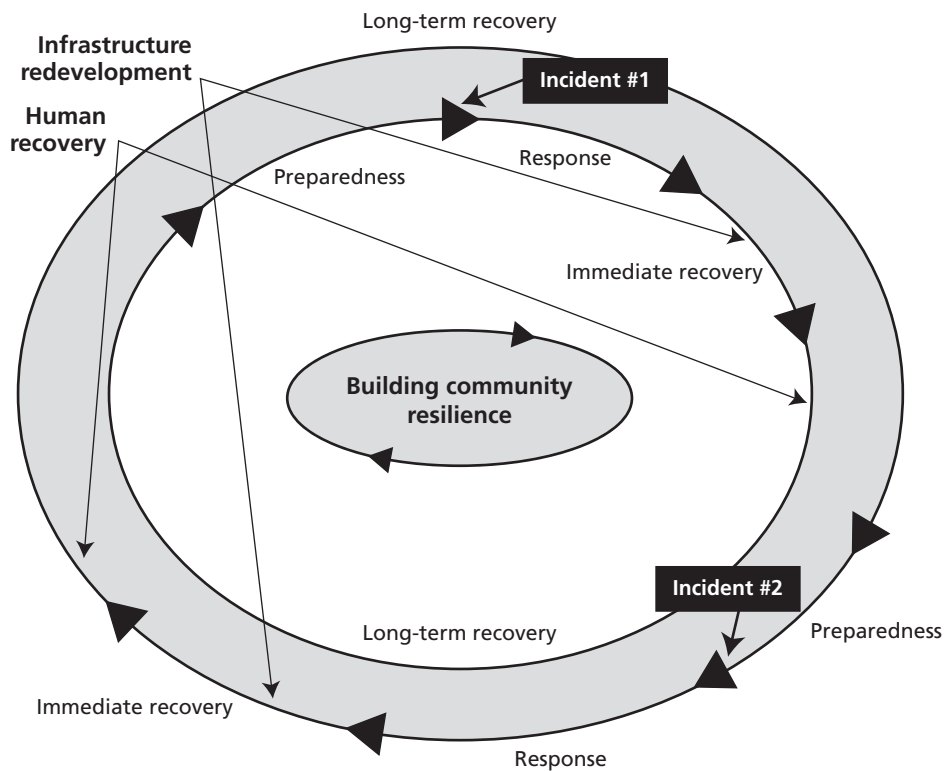 Long-term recovery
Infrastructure
redevelopment
Incident #1
Human
recovery
Response
Preparedness
Immediate recovery
Building community
resilience
Incident #2
Long-term recovery
Preparedness
Immediate recovery
Response